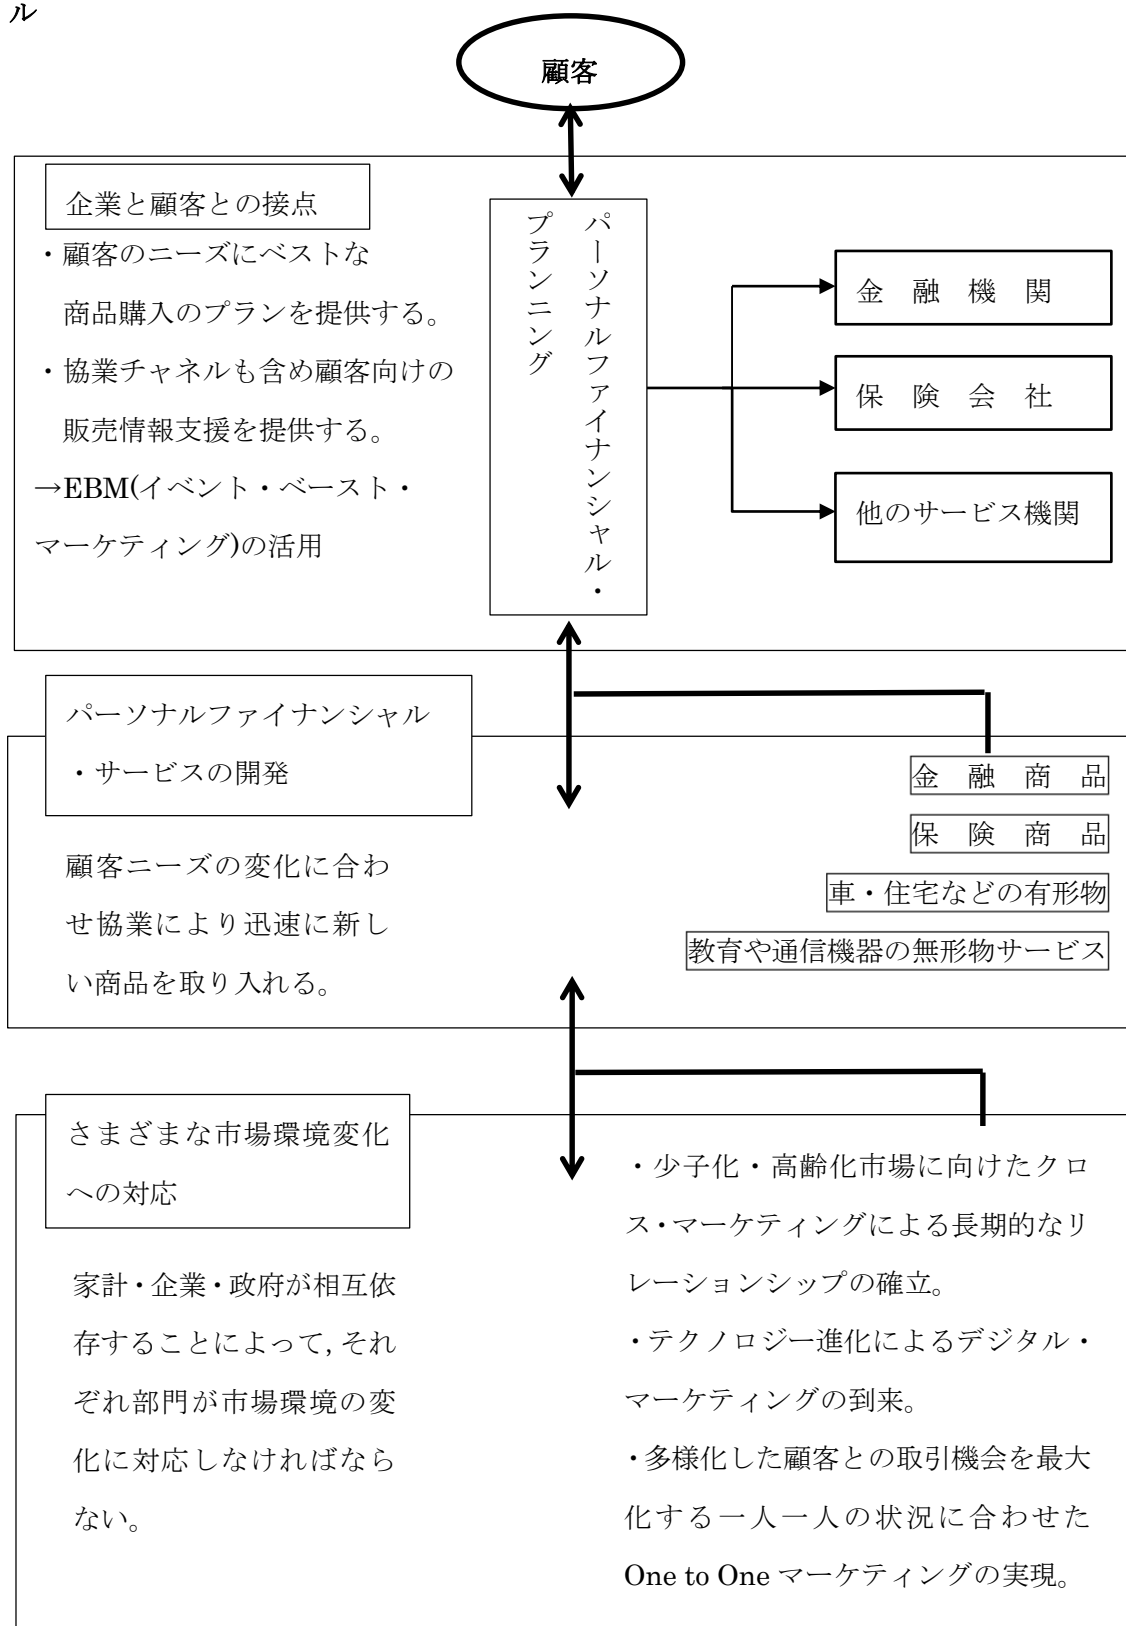 ル
顧客
企業と顧客との接点
・顧客のニーズにベストな
商品購入のプランを提供する。
・協業チャネルも含め顧客向けの
販売情報支援を提供する。
→EBM(イベント・ベースト・
マーケティング)の活用
パーソナルファイナンシャル・
プランニング
金融機関
保険会社
他のサービス機関
パーソナルファイナンシャル
・サービスの開発
顧客ニーズの変化に合わ
せ協業により迅速に新し
い商品を取り入れる。
金融商品
保険商品
車・住宅などの有形物
教育や通信機器の無形物サービス
さまざまな市場環境変化
への対応
家計・企業・政府が相互依
存することによって,それ
ぞれ部門が市場環境の変
化に対応しなければなら
ない。
・少子化・高齢化市場に向けたクロ
ス・マーケティングによる長期的なリ
レーションシップの確立。
・テクノロジー進化によるデジタル・
マーケティングの到来。
・多様化した顧客との取引機会を最大
化する一人一人の状況に合わせた
One to One マーケティングの実現。